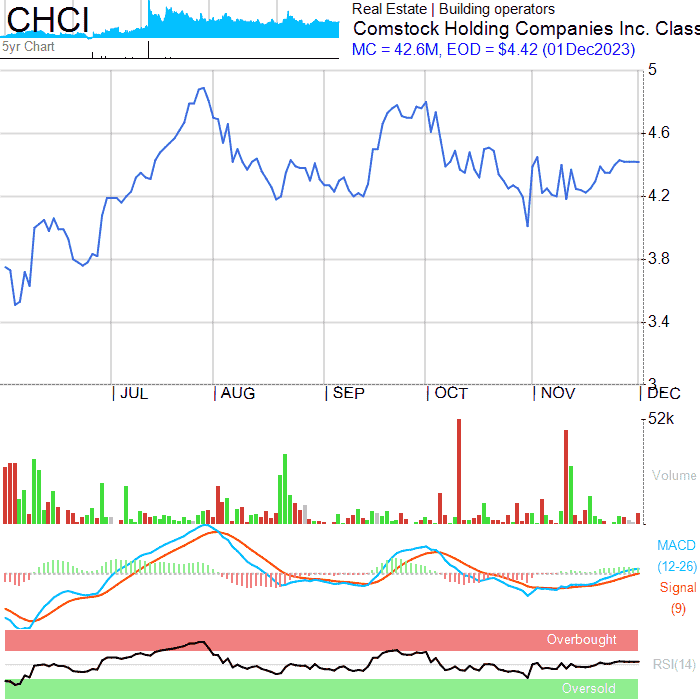 CHCI
5yr Chart
Real Estate | Building operators
Comstock Holding Companies Inc. Class
MC = 42.6M, EOD = $4.42 (01Dec2023)
5
4.6
4.2
3.8
3.4
3
JUL AUG SEP OCT NOV DEC
52k
Volume
MACD
(12-26)
Signal
(9)
Overbought
RSI(14)
Oversold